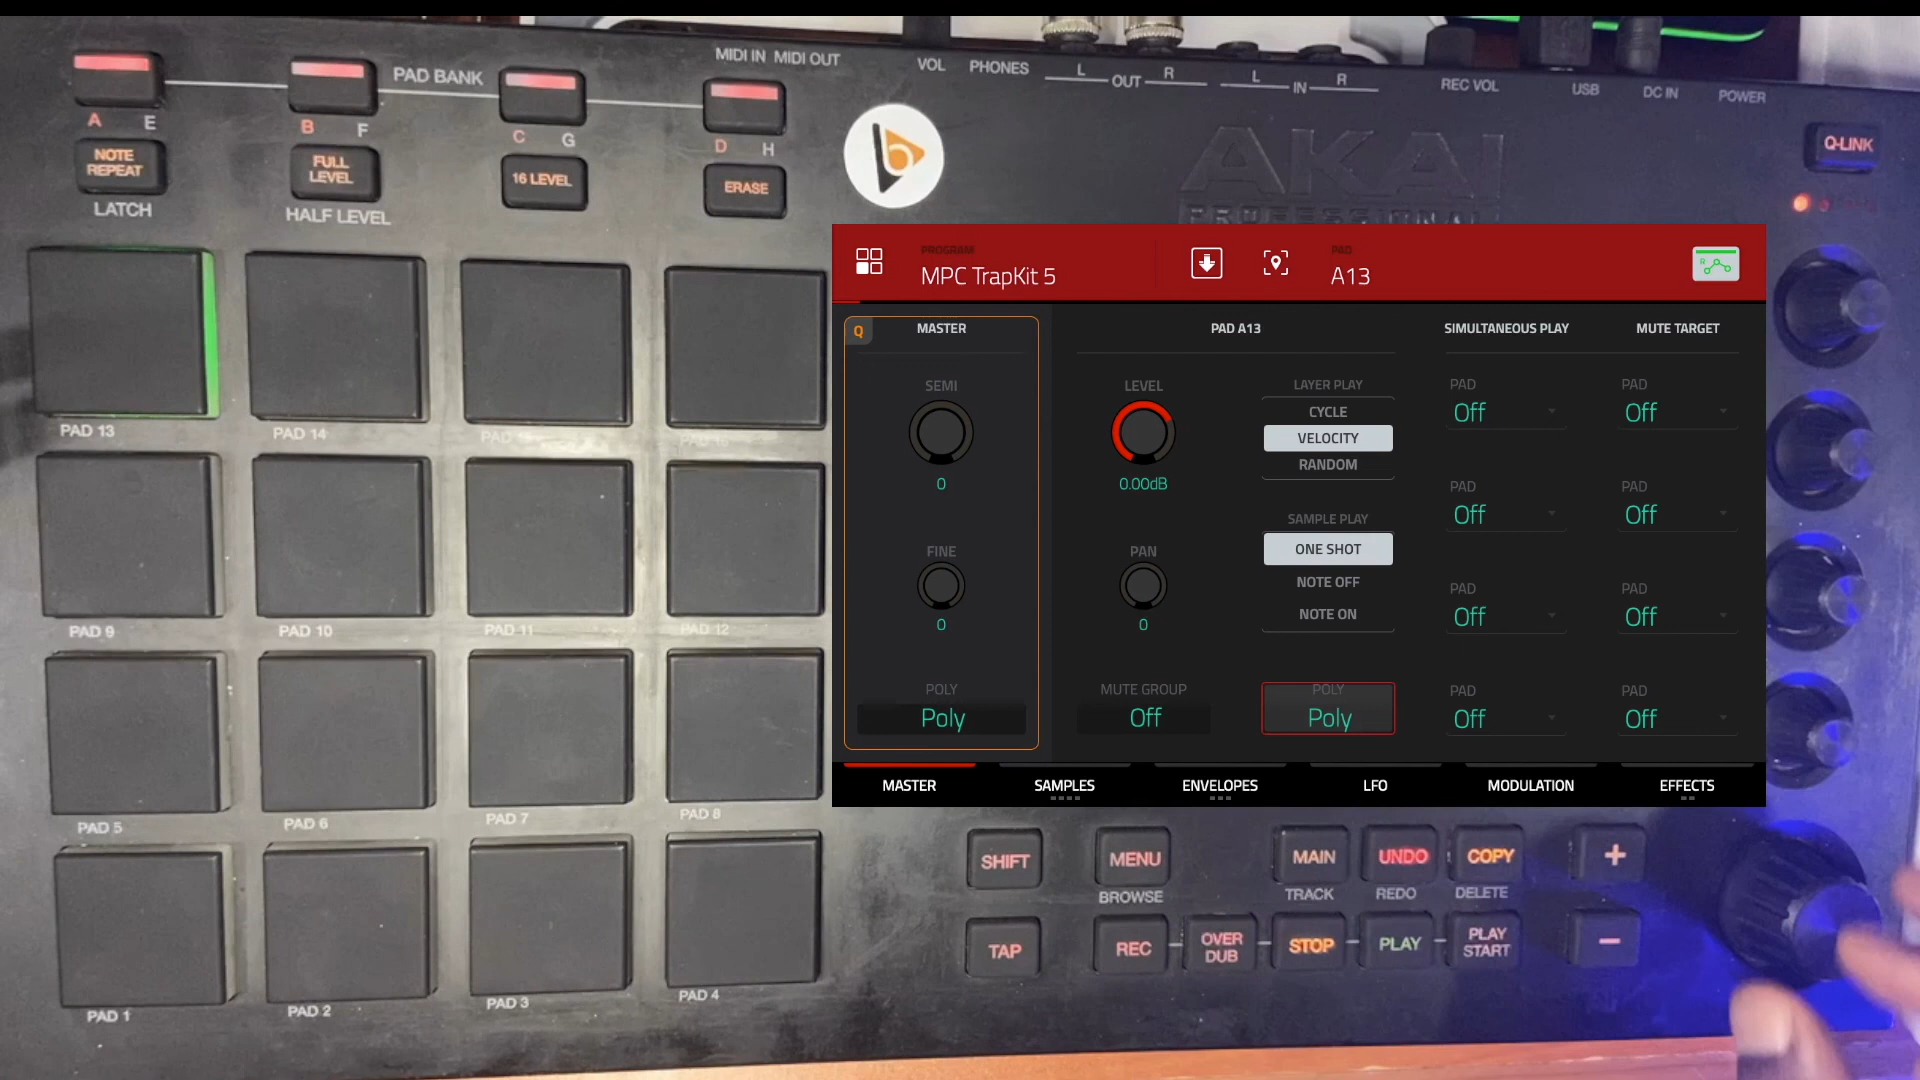 MIDI IN MIDI OUT
VOL
PHONES
L OUT R
L IN R
REC VOL
USB
DC IN
POWER
PAD BANK
A E
B F
C G
D H
NOTE REPEAT
FULL LEVEL
16 LEVEL
ERASE
LATCH
HALF LEVEL
AKAI
PROFESSIONAL
Q-LINK
PROGRAM
MPC TrapKit 5
PAD
A13
Q
MASTER
PAD A13
SIMULTANEOUS PLAY
MUTE TARGET
SEMI
0
FINE
0
POLY
Poly
LEVEL
0.00dB
PAN
0
MUTE GROUP
Off
LAYER PLAY
CYCLE
VELOCITY
RANDOM
SAMPLE PLAY
ONE SHOT
NOTE OFF
NOTE ON
POLY
Poly
PAD
Off
PAD
Off
PAD
Off
PAD
Off
PAD
Off
PAD
Off
PAD
Off
PAD
Off
MASTER
SAMPLES
ENVELOPES
LFO
MODULATION
EFFECTS
PAD 13
PAD 14
PAD 9
PAD 10
PAD 11
PAD 12
PAD 5
PAD 6
PAD 7
PAD 8
PAD 1
PAD 2
PAD 3
PAD 4
SHIFT
MENU
MAIN
UNDO
COPY
+
BROWSE
TRACK
REDO
DELETE
TAP
REC
OVER DUB
STOP
PLAY
PLAY START
−